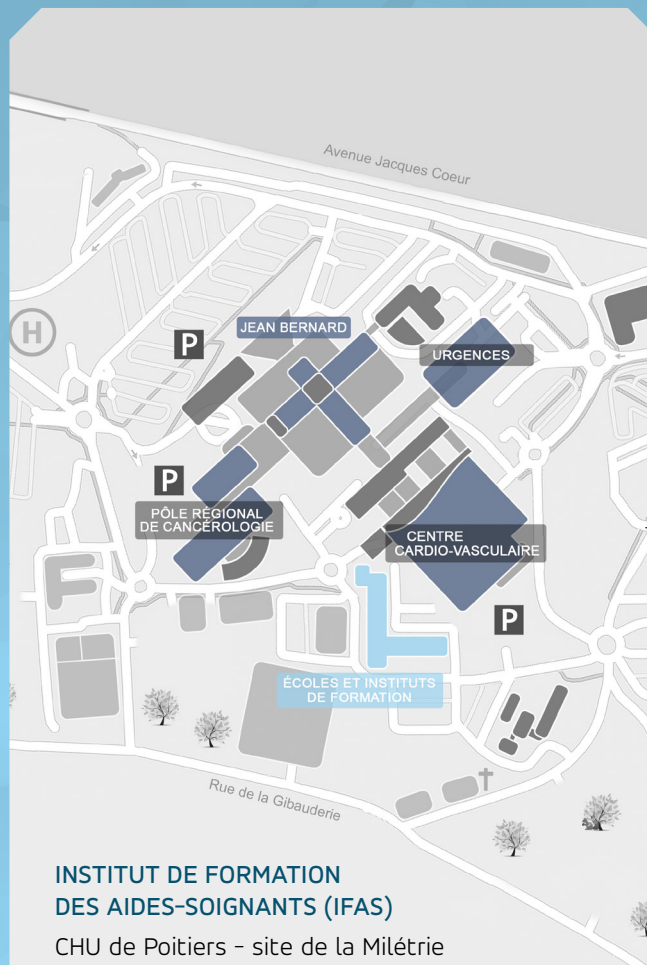 Avenue Jacques Coeur
H
JEAN BERNARD
P
URGENCES
P
PÔLE RÉGIONAL
DE CANCÉROLOGIE
CENTRE
CARDIO-VASCULAIRE
P
ÉCOLES ET INSTITUTS
DE FORMATION
Rue de la Gibauderie
INSTITUT DE FORMATION
DES AIDES-SOIGNANTS (IFAS)
CHU de Poitiers - site de la Milétrie